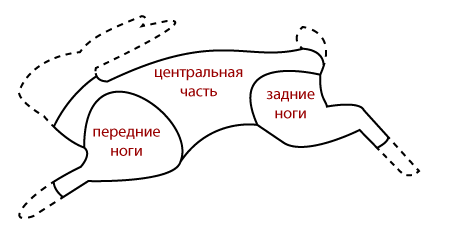 центральная
часть
задние
ноги
передние
ноги